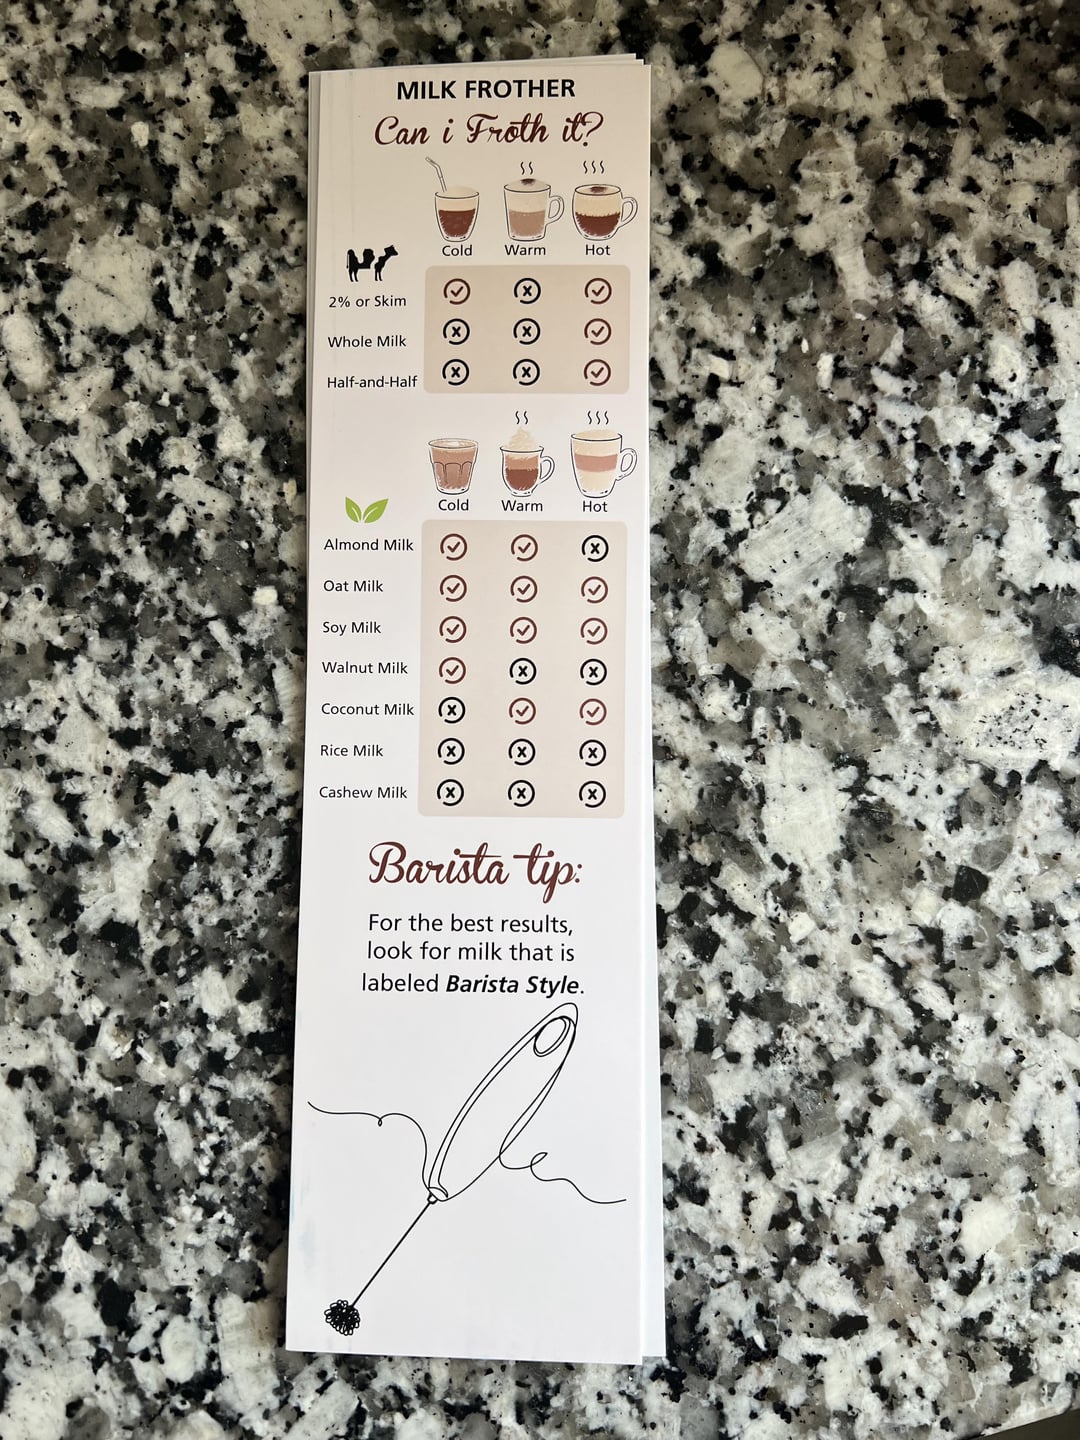 MILK FROTHER
Can i Froth it?
Cold Warm Hot
2% or Skim
Whole Milk
Half-and-Half
Cold Warm Hot
Almond Milk
Oat Milk
Soy Milk
Walnut Milk
Coconut Milk
Rice Milk
Cashew Milk
Barista tip:
For the best results,
look for milk that is
labeled Barista Style.